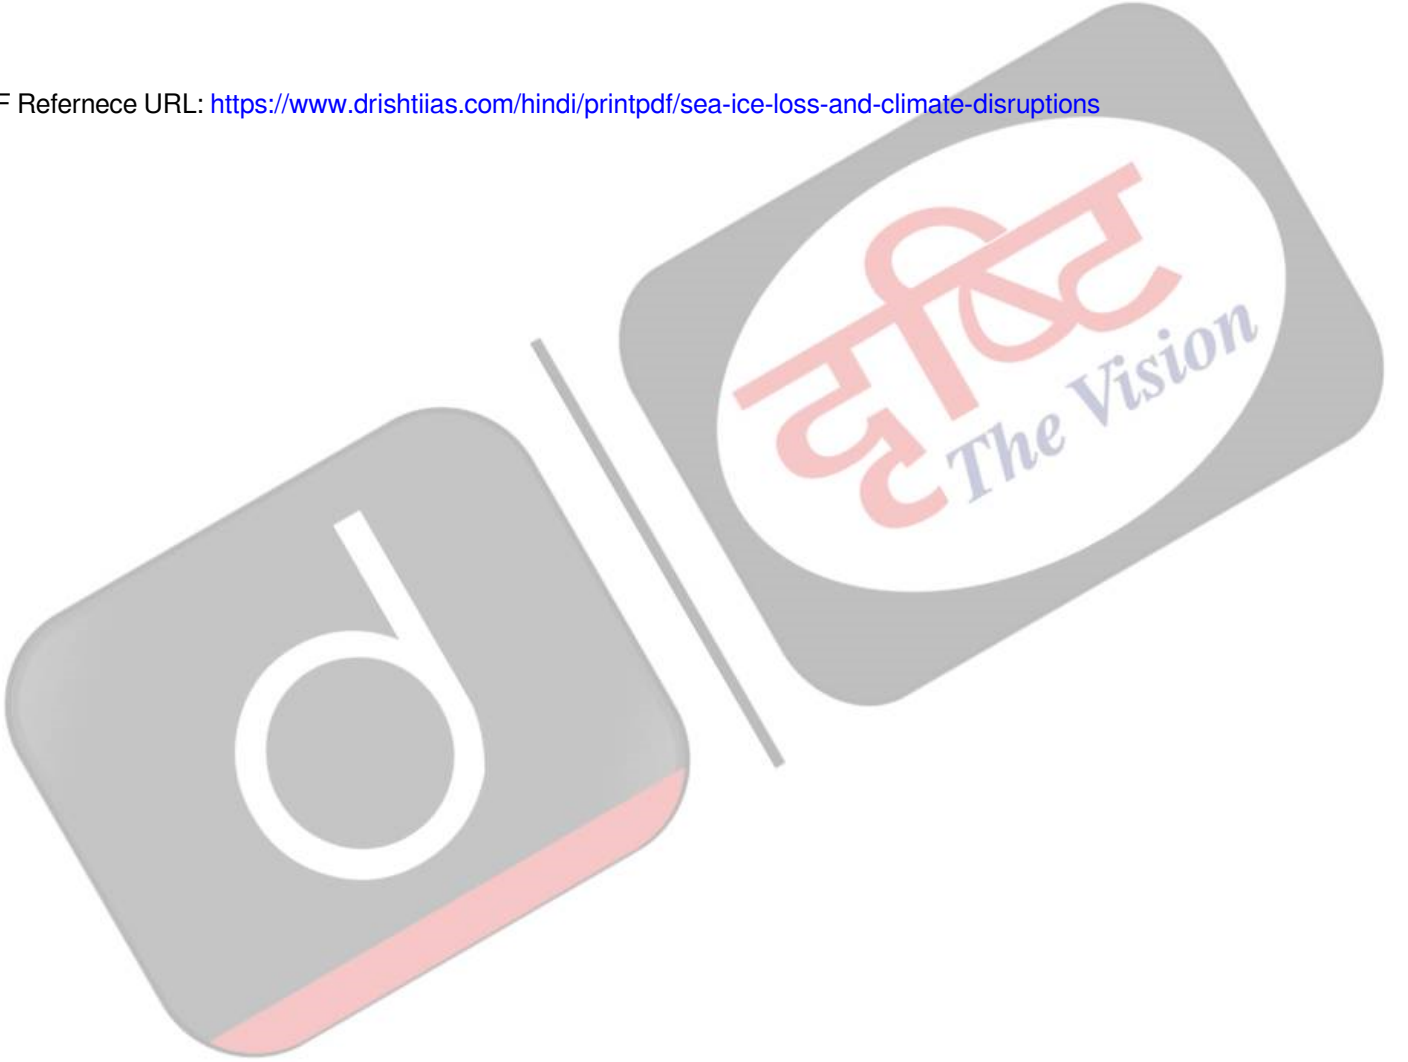 F Refernece URL: https://www.drishtiias.com/hindi/printpdf/sea-ice-loss-and-climate-disruptions
दृष्टि
The Vision
d